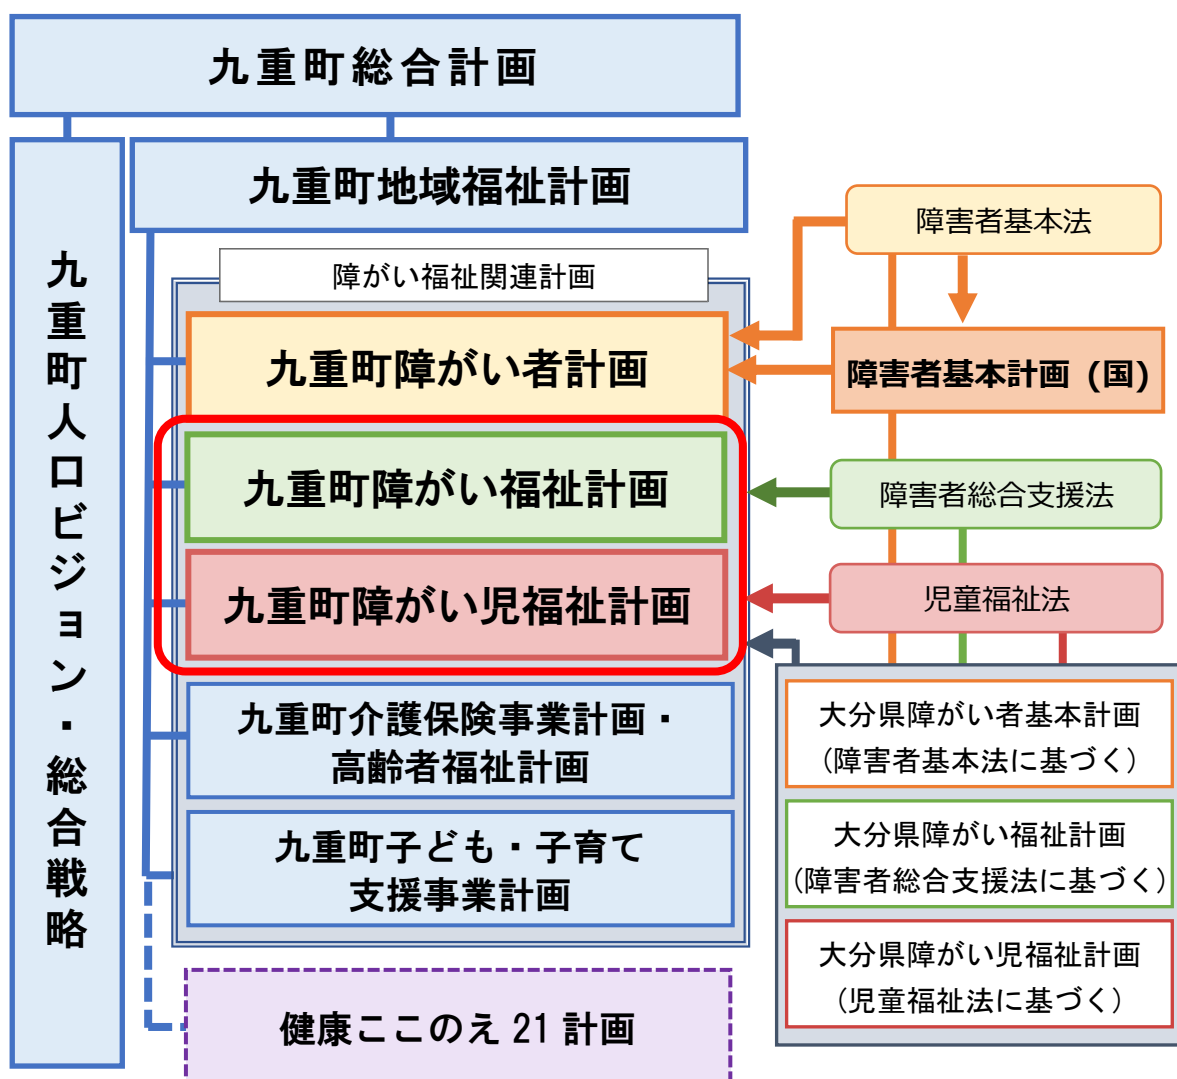 九重町総合計画
九重町人口ビジョン・総合戦略
九重町地域福祉計画
障がい福祉関連計画
九重町障がい者計画
九重町障がい福祉計画
九重町障がい児福祉計画
九重町介護保険事業計画・
高齢者福祉計画
九重町子ども・子育て
支援事業計画
健康ここのえ 21 計画
障害者基本法
障害者基本計画（国）
障害者総合支援法
児童福祉法
大分県障がい者基本計画
（障害者基本法に基づく）
大分県障がい福祉計画
（障害者総合支援法に基づく）
大分県障がい児福祉計画
（児童福祉法に基づく）